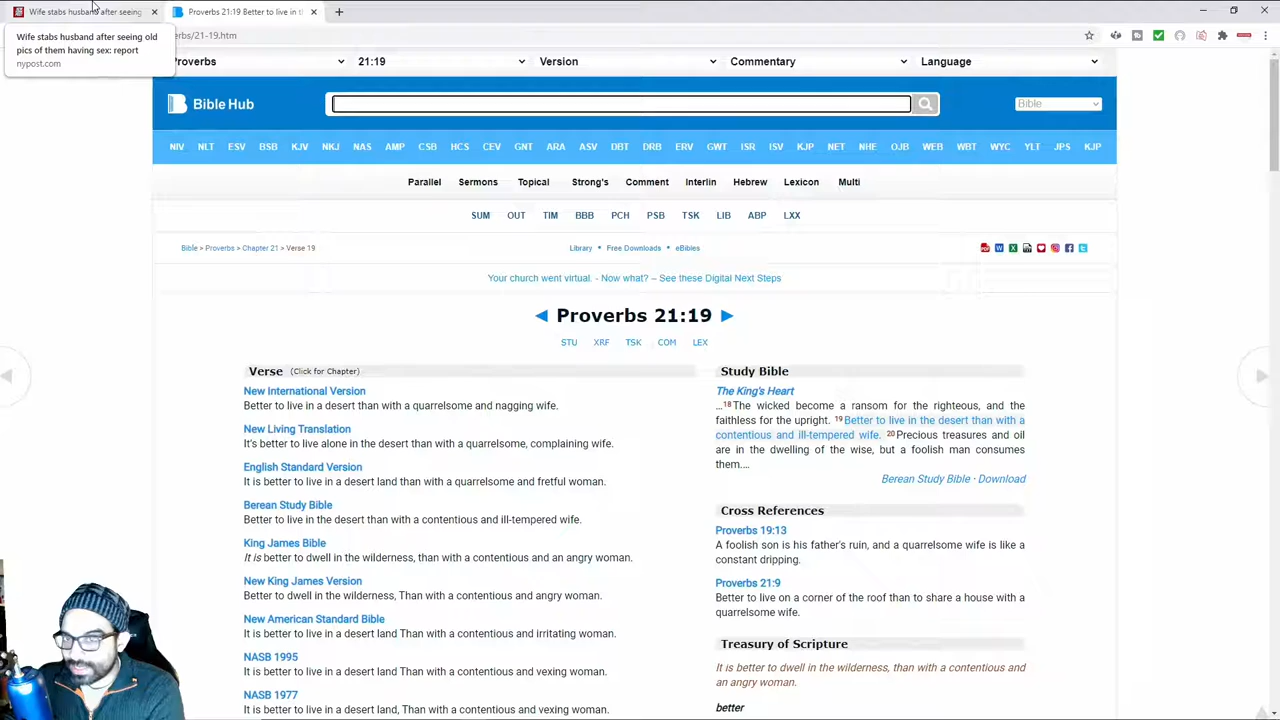 Wife stabs husband after seeing
Proverbs 21:19 Better to live in t
Wife stabs husband after seeing old
pics of them having sex: report
nypost.com
erbs/21-19.htm
Proverbs
21:19
Version
Commentary
Language
Bible Hub
Bible
NIV NLT ESV BSB KJV NKJ NAS AMP CSB HCS CEV GNT ARA ASV DBT DRB ERV GWT ISR ISV KJP NET NHE OJB WEB WBT WYC YLT JPS KJP
Parallel Sermons Topical Strong's Comment Interlin Hebrew Lexicon Multi
SUM OUT TIM BBB PCH PSB TSK LIB ABP LXX
Bible > Proverbs > Chapter 21 > Verse 19
Library • Free Downloads • eBibles
Your church went virtual. - Now what? – See these Digital Next Steps
◄ Proverbs 21:19 ►
STU XRF TSK COM LEX
Verse (Click for Chapter)
New International Version
Better to live in a desert than with a quarrelsome and nagging wife.
New Living Translation
It's better to live alone in the desert than with a quarrelsome, complaining wife.
English Standard Version
It is better to live in a desert land than with a quarrelsome and fretful woman.
Berean Study Bible
Better to live in the desert than with a contentious and ill-tempered wife.
King James Bible
It is better to dwell in the wilderness, than with a contentious and an angry woman.
New King James Version
Better to dwell in the wilderness, Than with a contentious and angry woman.
New American Standard Bible
It is better to live in a desert land Than with a contentious and irritating woman.
NASB 1995
It is better to live in a desert land Than with a contentious and vexing woman.
NASB 1977
It is better to live in a desert land, Than with a contentious and vexing woman.
Study Bible
The King's Heart
...18The wicked become a ransom for the righteous, and the
faithless for the upright. 19Better to live in the desert than with a
contentious and ill-tempered wife. 20Precious treasures and oil
are in the dwelling of the wise, but a foolish man consumes
them....
Berean Study Bible · Download
Cross References
Proverbs 19:13
A foolish son is his father's ruin, and a quarrelsome wife is like a
constant dripping.
Proverbs 21:9
Better to live on a corner of the roof than to share a house with a
quarrelsome wife.
Treasury of Scripture
It is better to dwell in the wilderness, than with a contentious and
an angry woman.
better